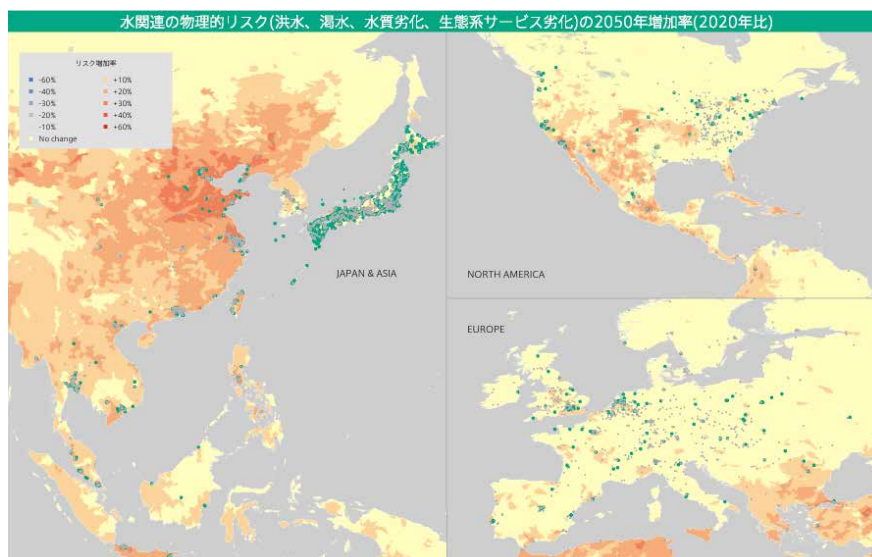 水関連の物理的リスク(洪水、渇水、水質劣化、生態系サービス劣化)の2050年増加率(2020年比)
リスク増加率
-60%
-40%
-30%
-20%
-10%
No change
+10%
+20%
+30%
+40%
+60%
JAPAN & ASIA
NORTH AMERICA
EUROPE